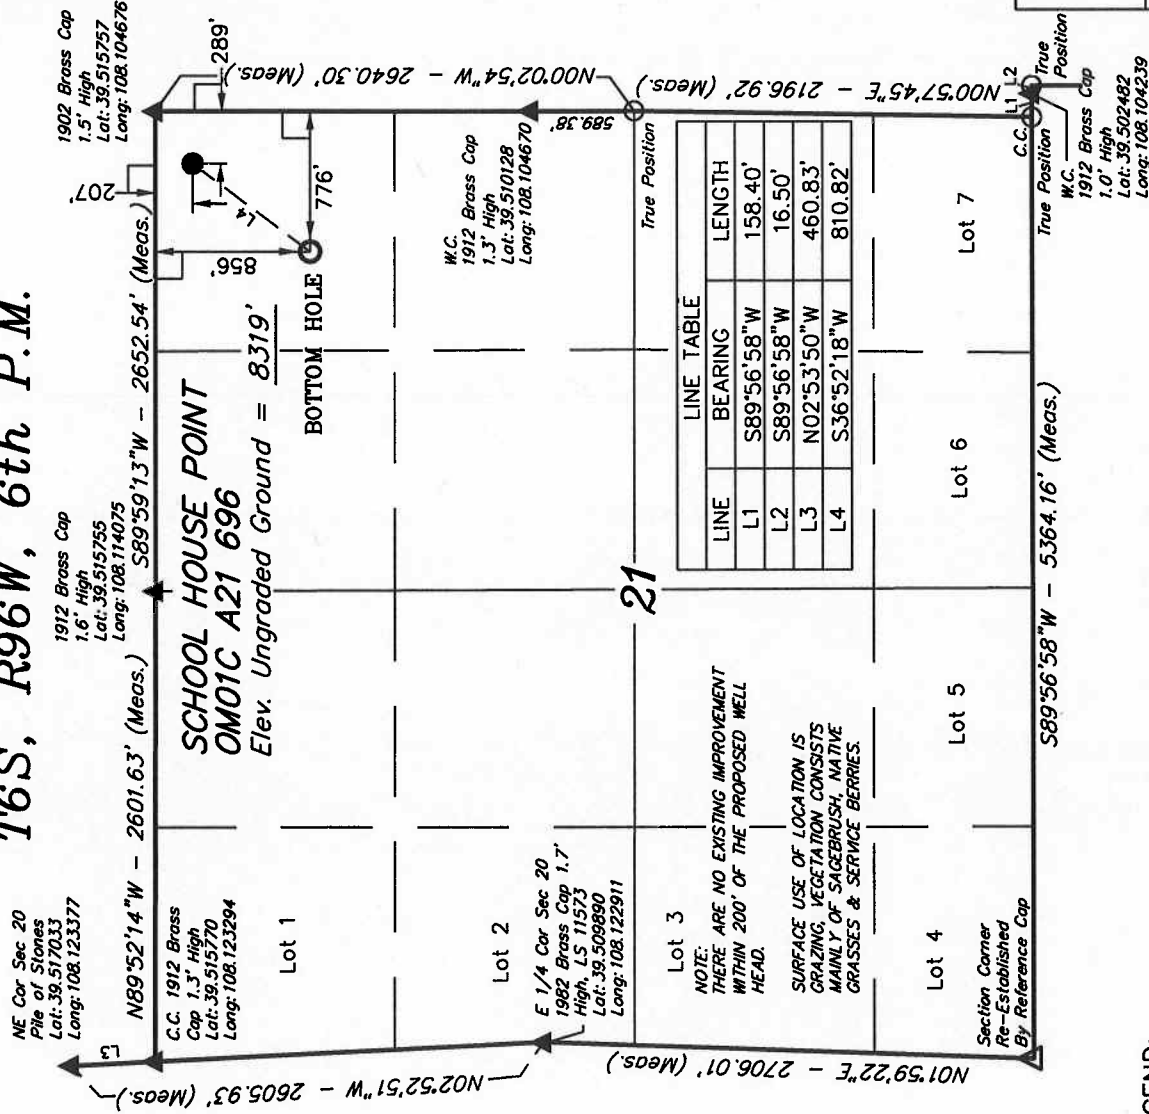 T6S, R96W, 6th P.M.
NE Cor Sec 20
Pile of Stones
Lat: 39.517033
Long: 108.123377
1912 Brass Cap
1.6' High
Lat: 39.515755
Long: 108.114075
1902 Brass Cap
1.5' High
Lat: 39.515757
Long: 108.104676
L3
N89°52'14"W - 2601.63' (Meas.)
S89°59'13"W - 2652.54' (Meas.)
207'
289'
C.C. 1912 Brass
Cap 1.3' High
Lat: 39.515770
Long: 108.123294
SCHOOL HOUSE POINT
OM01C A21 696
Elev. Ungraded Ground = 8319'
BOTTOM HOLE
856'
L4
776'
Lot 1
N02°52'51"W - 2605.93' (Meas.)
N00°02'54"W - 2640.30' (Meas.)
Lot 2
W.C.
1912 Brass Cap
1.3' High
Lat: 39.510128
Long: 108.104670
589.38'
E 1/4 Cor Sec 20
1982 Brass Cap 1.7'
High, LS 11573
Lat: 39.509890
Long: 108.122911
21
True Position
Lot 3
NOTE:
THERE ARE NO EXISTING IMPROVEMENT
WITHIN 200' OF THE PROPOSED WELL
HEAD.
SURFACE USE OF LOCATION IS
GRAZING, VEGETATION CONSISTS
MAINLY OF SAGEBRUSH, NATIVE
GRASSES & SERVICE BERRIES.
LINE TABLE
LINE BEARING LENGTH
L1 S89°56'58"W 158.40'
L2 S89°56'58"W 16.50'
L3 N02°53'50"W 460.83'
L4 S36°52'18"W 810.82'
N01°59'22"E - 2706.01' (Meas.)
N00°57'45"E - 2196.92' (Meas.)
Lot 4
Lot 5
Lot 6
Lot 7
Section Corner
Re-Established
By Reference Cap
C.C.
L1
L2
True
Position
True Position
S89°56'58"W - 5364.16' (Meas.)
W.C.
1912 Brass Cap
1.0' High
Lat: 39.502482
Long: 108.104239